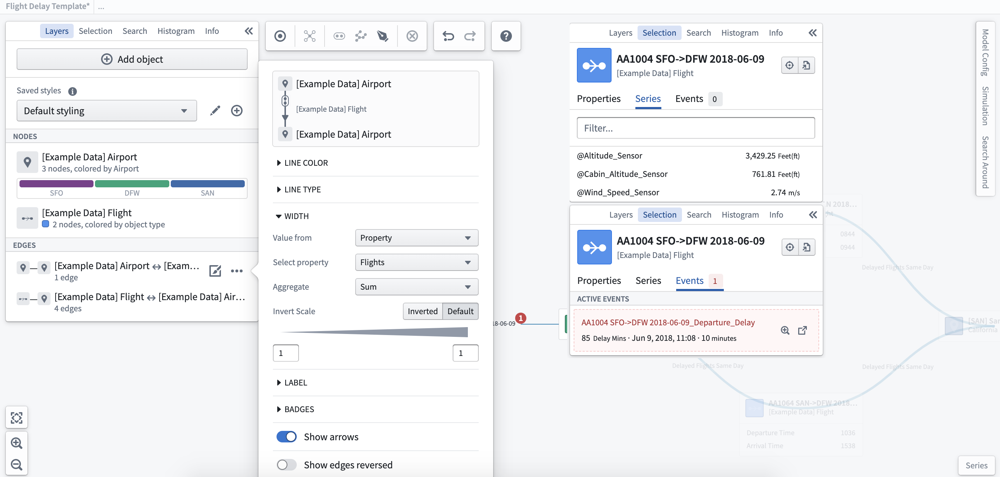 Flight Delay Template*
...
Layers Selection Search Histogram Info
Add object
Saved styles
Default styling
NODES
[Example Data] Airport
3 nodes, colored by Airport
SFO DFW SAN
[Example Data] Flight
2 nodes, colored by object type
EDGES
[Example Data] Airport ↔ [Exam...
1 edge
[Example Data] Flight ↔ [Example Data] Air...
4 edges
[Example Data] Airport
[Example Data] Flight
[Example Data] Airport
LINE COLOR
LINE TYPE
WIDTH
Value from Property
Select property Flights
Aggregate Sum
Invert Scale Inverted Default
1 1
LABEL
BADGES
Show arrows
Show edges reversed
18-06-09
1
Layers Selection Search Histogram Info
AA1004 SFO->DFW 2018-06-09
[Example Data] Flight
Properties Series Events 0
Filter...
@Altitude_Sensor 3,429.25 Feet(ft)
@Cabin_Altitude_Sensor 761.81 Feet(ft)
@Wind_Speed_Sensor 2.74 m/s
Layers Selection Search Histogram Info
AA1004 SFO->DFW 2018-06-09
[Example Data] Flight
Properties Series Events 1
ACTIVE EVENTS
AA1004 SFO->DFW 2018-06-09_Departure_Delay
85 Delay Mins · Jun 9, 2018, 11:08 · 10 minutes
N 2018...
ht
0844
0944
Delayed Flights Same Day
[SAN] Sa
California
Delayed Flights Same Day
Delayed Flights Same Day
AA1064 SAN->DFW 2018...
[Example Data] Flight
Departure Time 1036
Arrival Time 1538
Model Config
Simulation
Search Around
Series